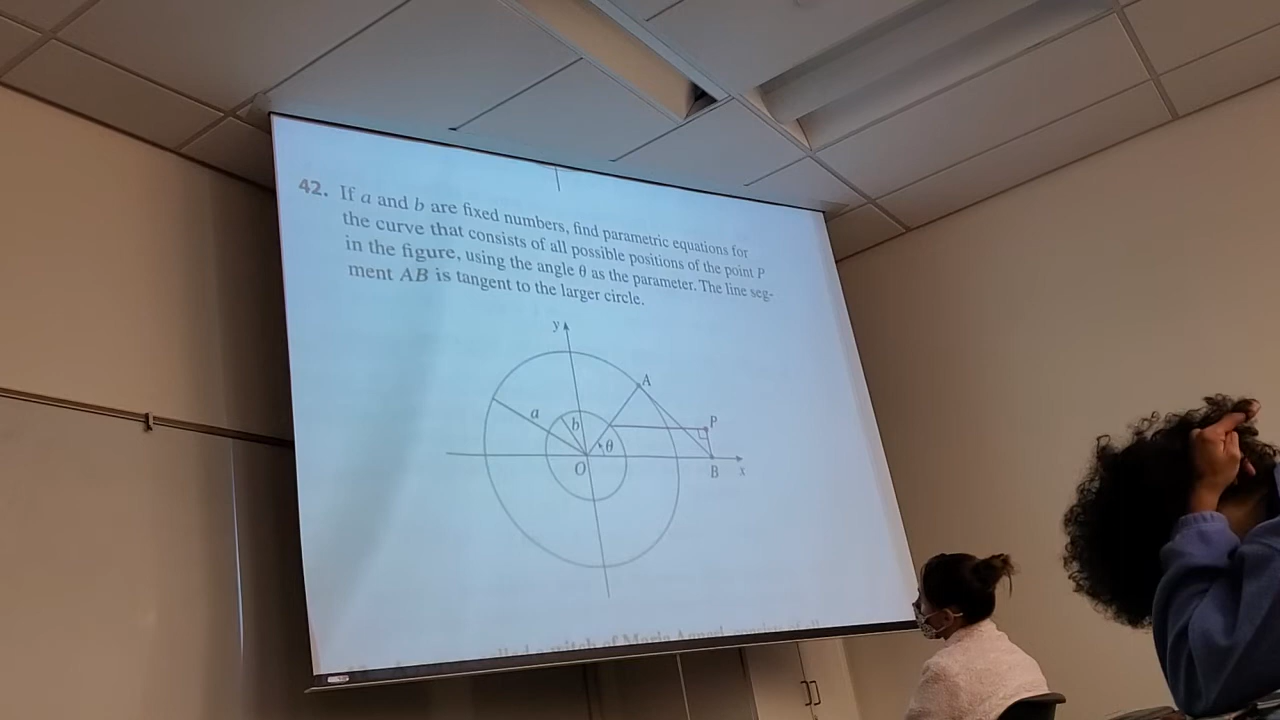 42. If a and b are fixed numbers, find parametric equations for
the curve that consists of all possible positions of the point P
in the figure, using the angle θ as the parameter. The line seg-
ment AB is tangent to the larger circle.
y
A
a
b
P
θ
O
B
x